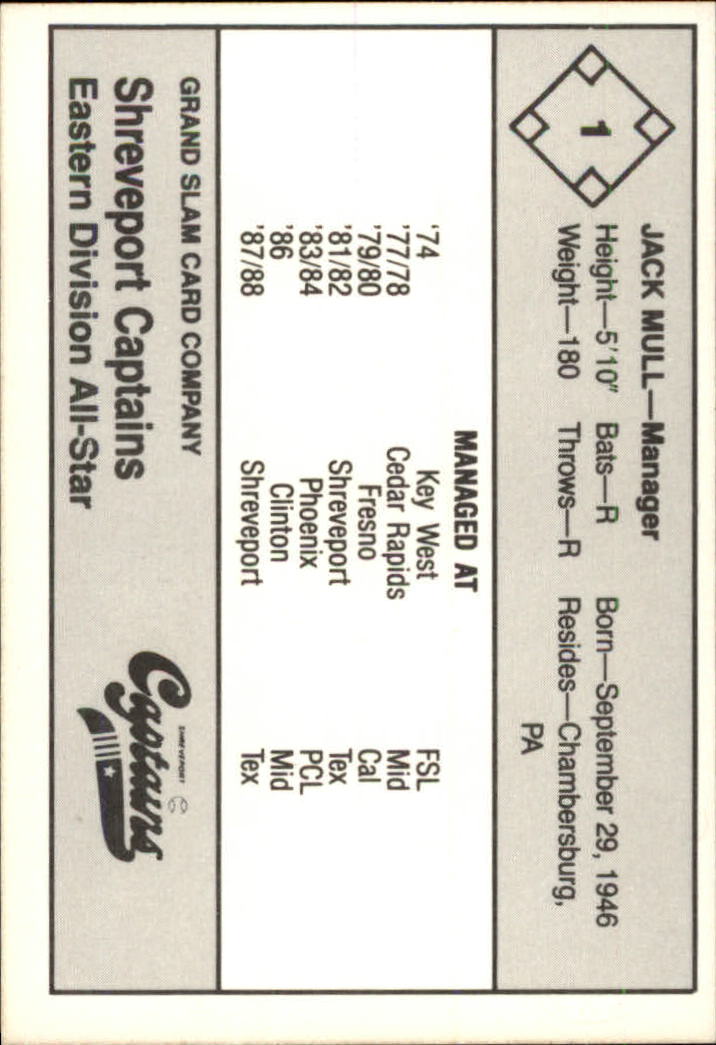 1
JACK MULL—Manager
Height—5'10" Bats—R Born—September 29, 1946
Weight—180 Throws—R Resides—Chambersburg,
PA
MANAGED AT
'74 Key West FSL
'77/78 Cedar Rapids Mid
'79/80 Fresno Cal
'81/82 Shreveport Tex
'83/84 Phoenix PCL
'86 Clinton Mid
'87/88 Shreveport Tex
GRAND SLAM CARD COMPANY
Shreveport Captains
Eastern Division All-Star
SHREVEPORT
Captains